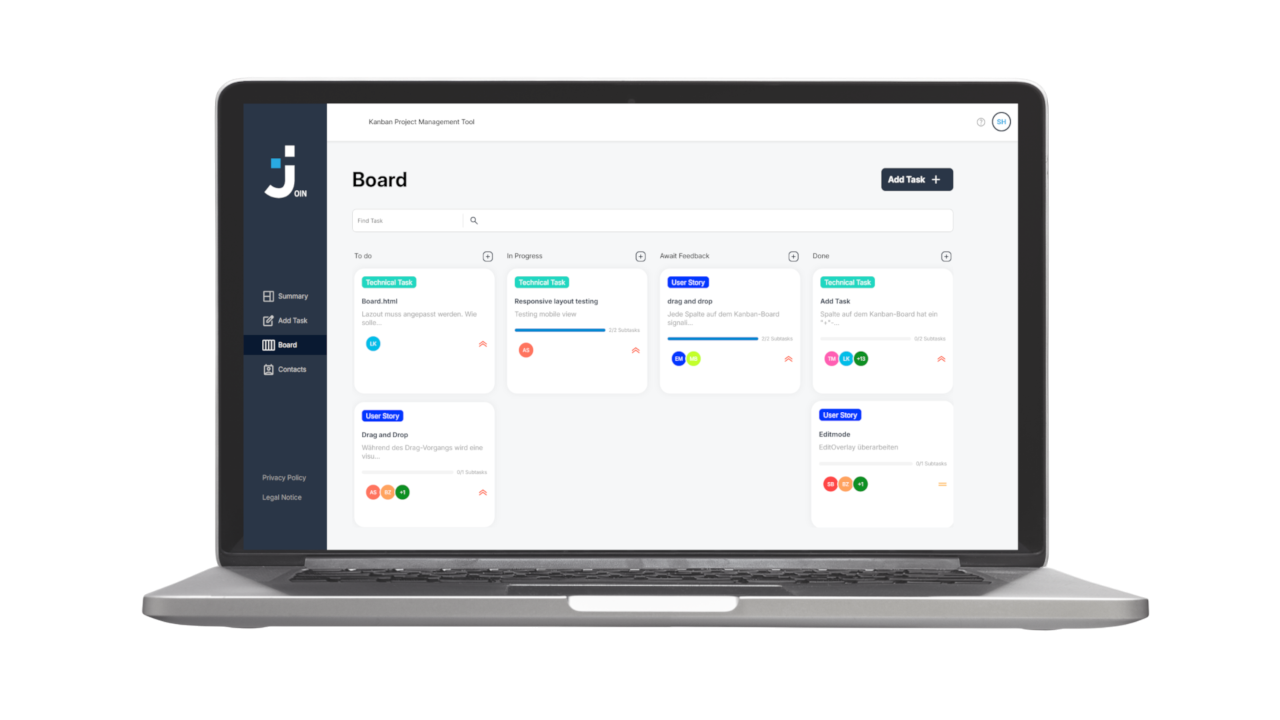 Kanban Project Management Tool
SH
JOIN
Board
Add Task +
Find Task
Summary
Add Task
Board
Contacts
Privacy Policy
Legal Notice
To do
Technical Task
Board.html
Lazout muss angepasst werden. Wie
solle...
LK
User Story
Drag and Drop
Während des Drag-Vorgangs wird eine
visu...
0/1 Subtasks
AS
BZ
+1
In Progress
Technical Task
Responsive layout testing
Testing mobile view
Subtasks
AS
Await Feedback
User Story
drag and drop
Jede Spalte auf dem Kanban-Board
signali...
2/2 Subtasks
EM
Done
Technical Task
Add Task
Spalte auf dem Kanban-Board hat ein
"+"-...
0/2 Subtasks
TM
LK
+13
User Story
Editmode
EditOverlay überarbeiten
0/1 Subtasks
SB
BZ
+1